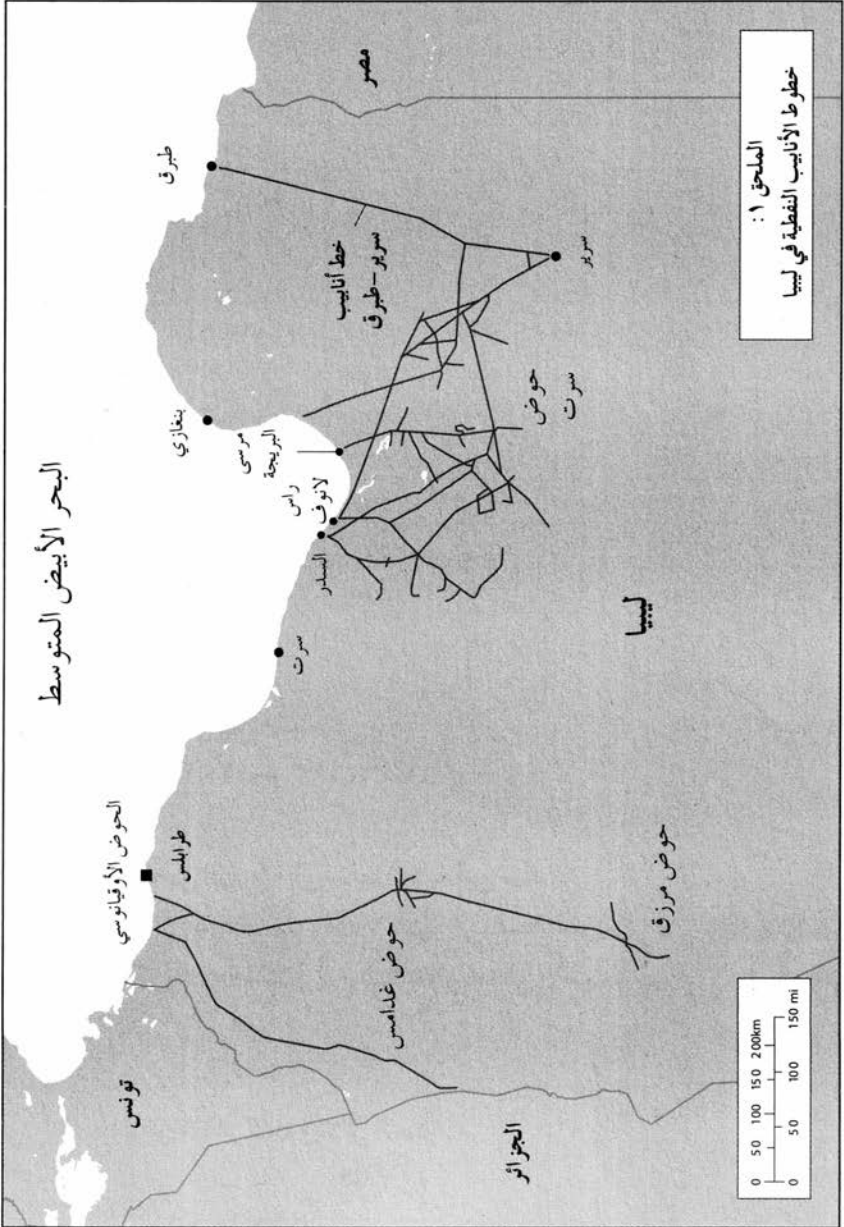 الملحق ١:
خطوط الأنابيب النفطية في ليبيا
البحر الأبيض المتوسط
مصر
طبرق
خط أنابيب
سرير-طبرق
سرير
بنغازي
مرسى
البريجة
راس
لانوف
السدر
سرت
حوض
سرت
ليبيا
الحوض الأوقيانوسي
طرابلس
حوض غدامس
حوض مرزق
تونس
الجزائر
0 50 100 150 200km
0 50 100 150 mi